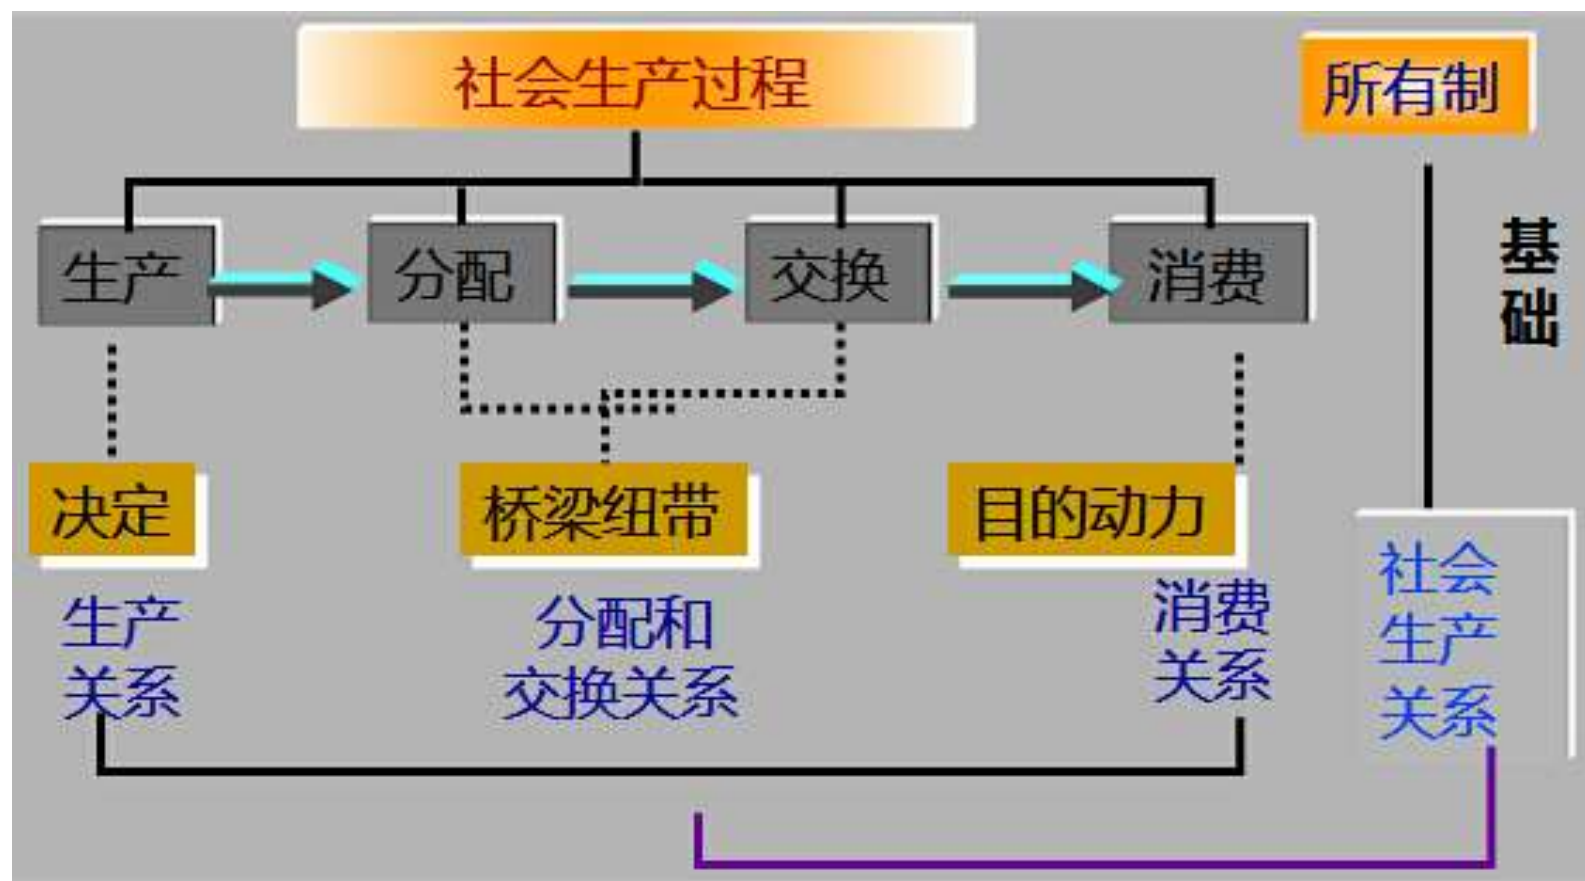 社会生产过程
所有制
生产
分配
交换
消费
基
础
决定
桥梁纽带
目的动力
生产
关系
分配和
交换关系
消费
关系
社会
生产
关系